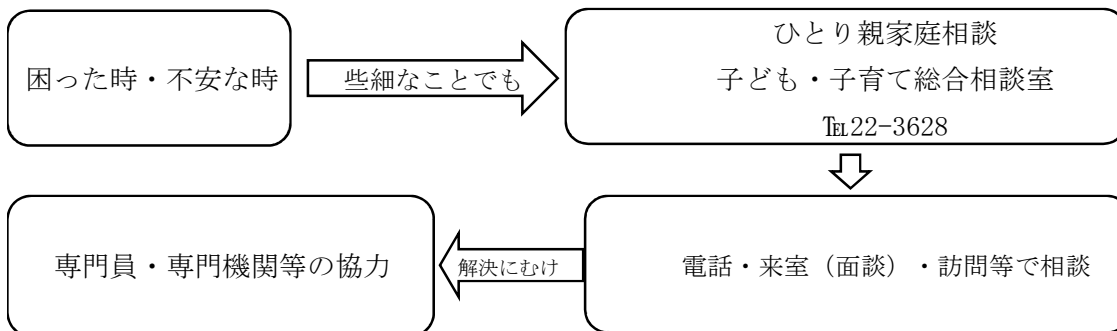 困った時・不安な時
些細なことでも
ひとり親家庭相談
子ども・子育て総合相談室
℡22-3628
電話・来室（面談）・訪問等で相談
解決にむけ
専門員・専門機関等の協力